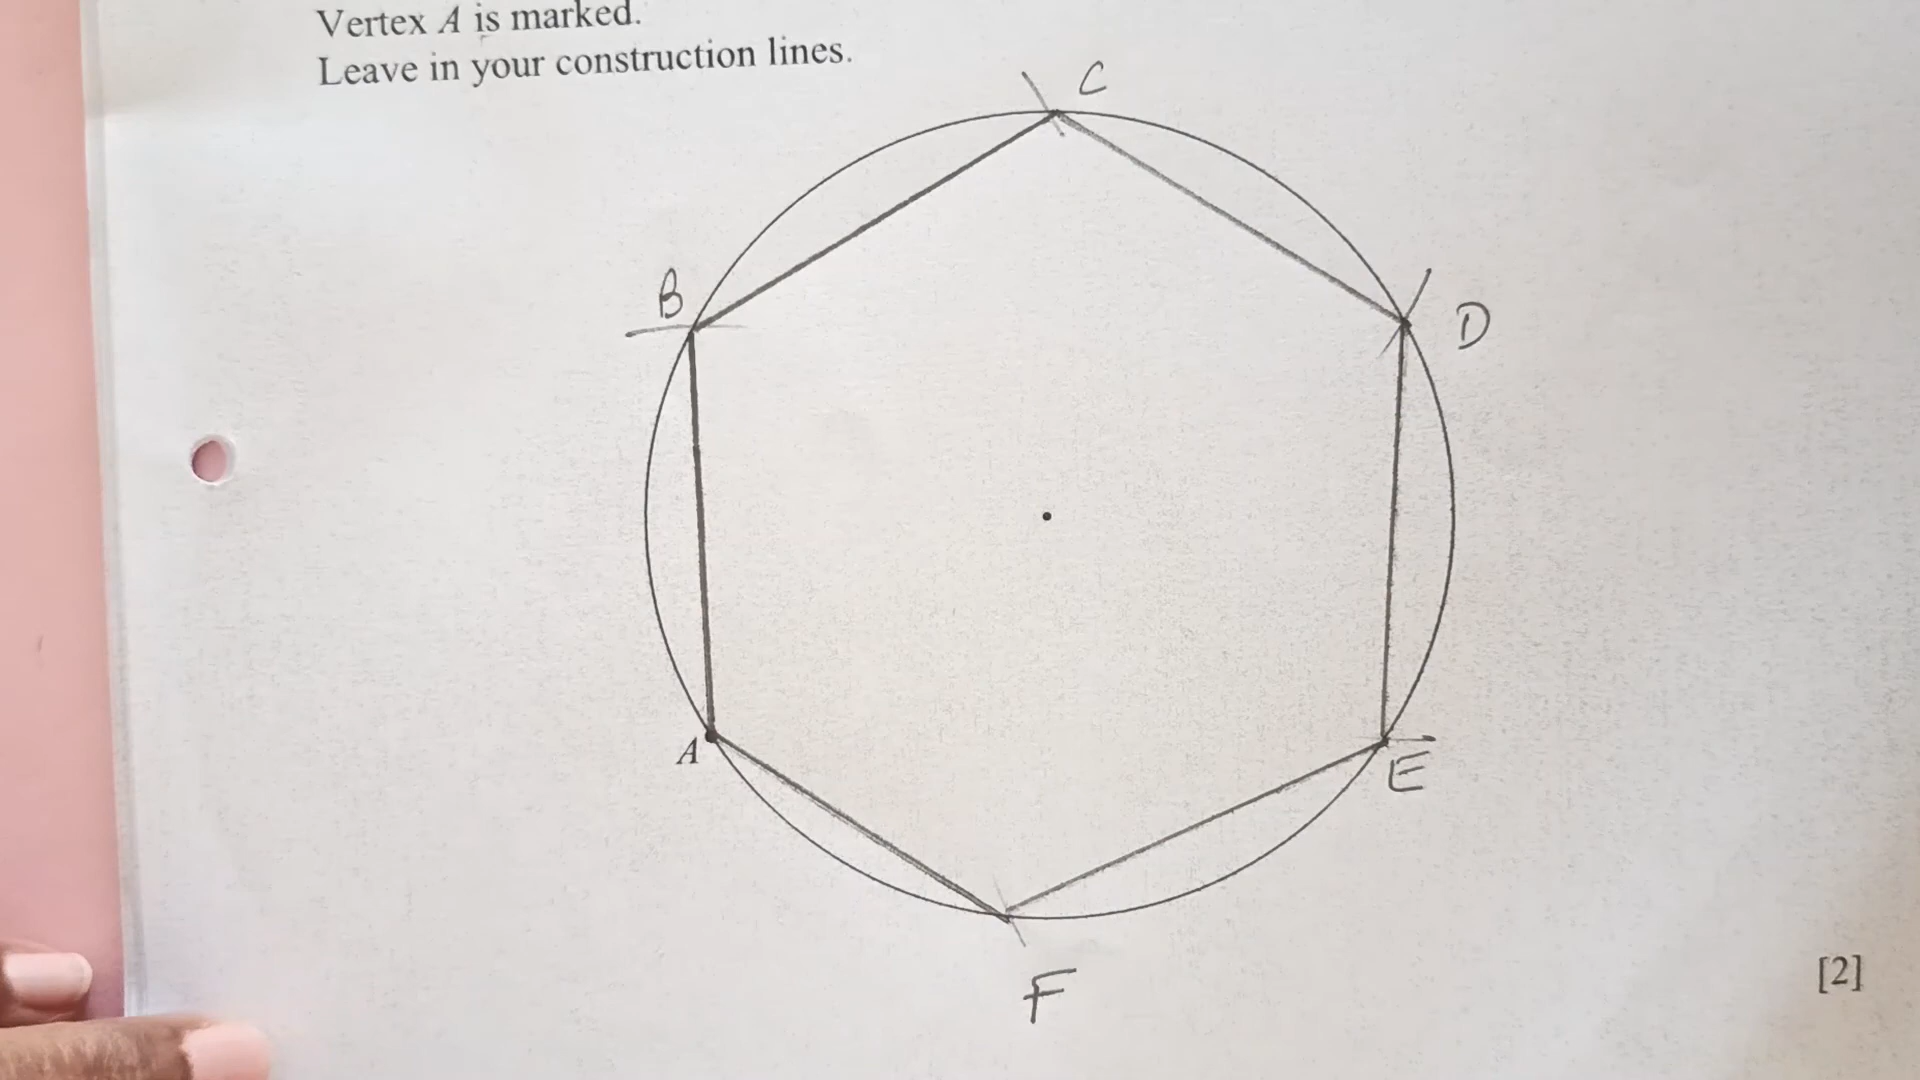 Vertex A is marked.
Leave in your construction lines.
C
B
D
A
E
F
[2]